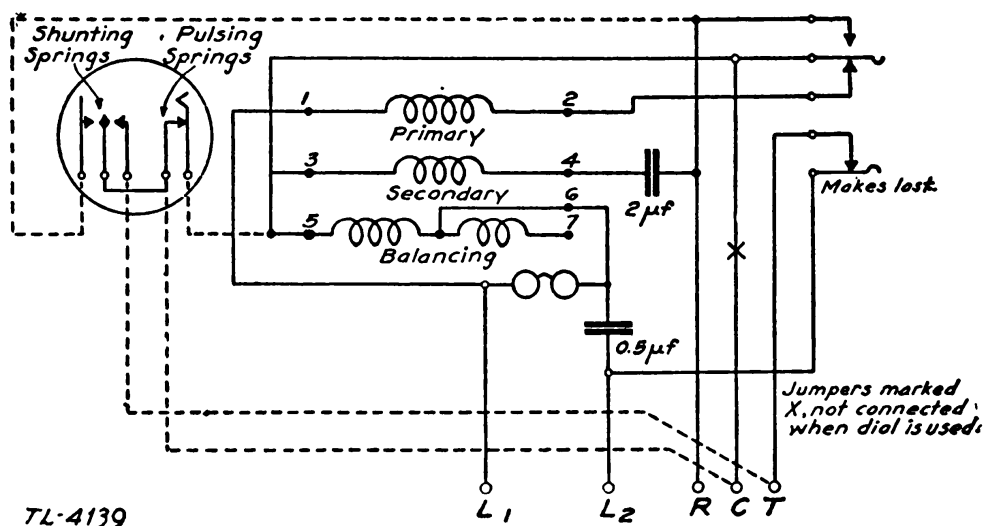 *
Shunting
Springs
Pulsing
Springs
1
2
Primary
3
4
Secondary
2µf
6
5
7
Balancing
Makes last
0.5µf
Jumpers marked
X, not connected
when dial is used.
X
L1
L2
R
C
T
TL-4139